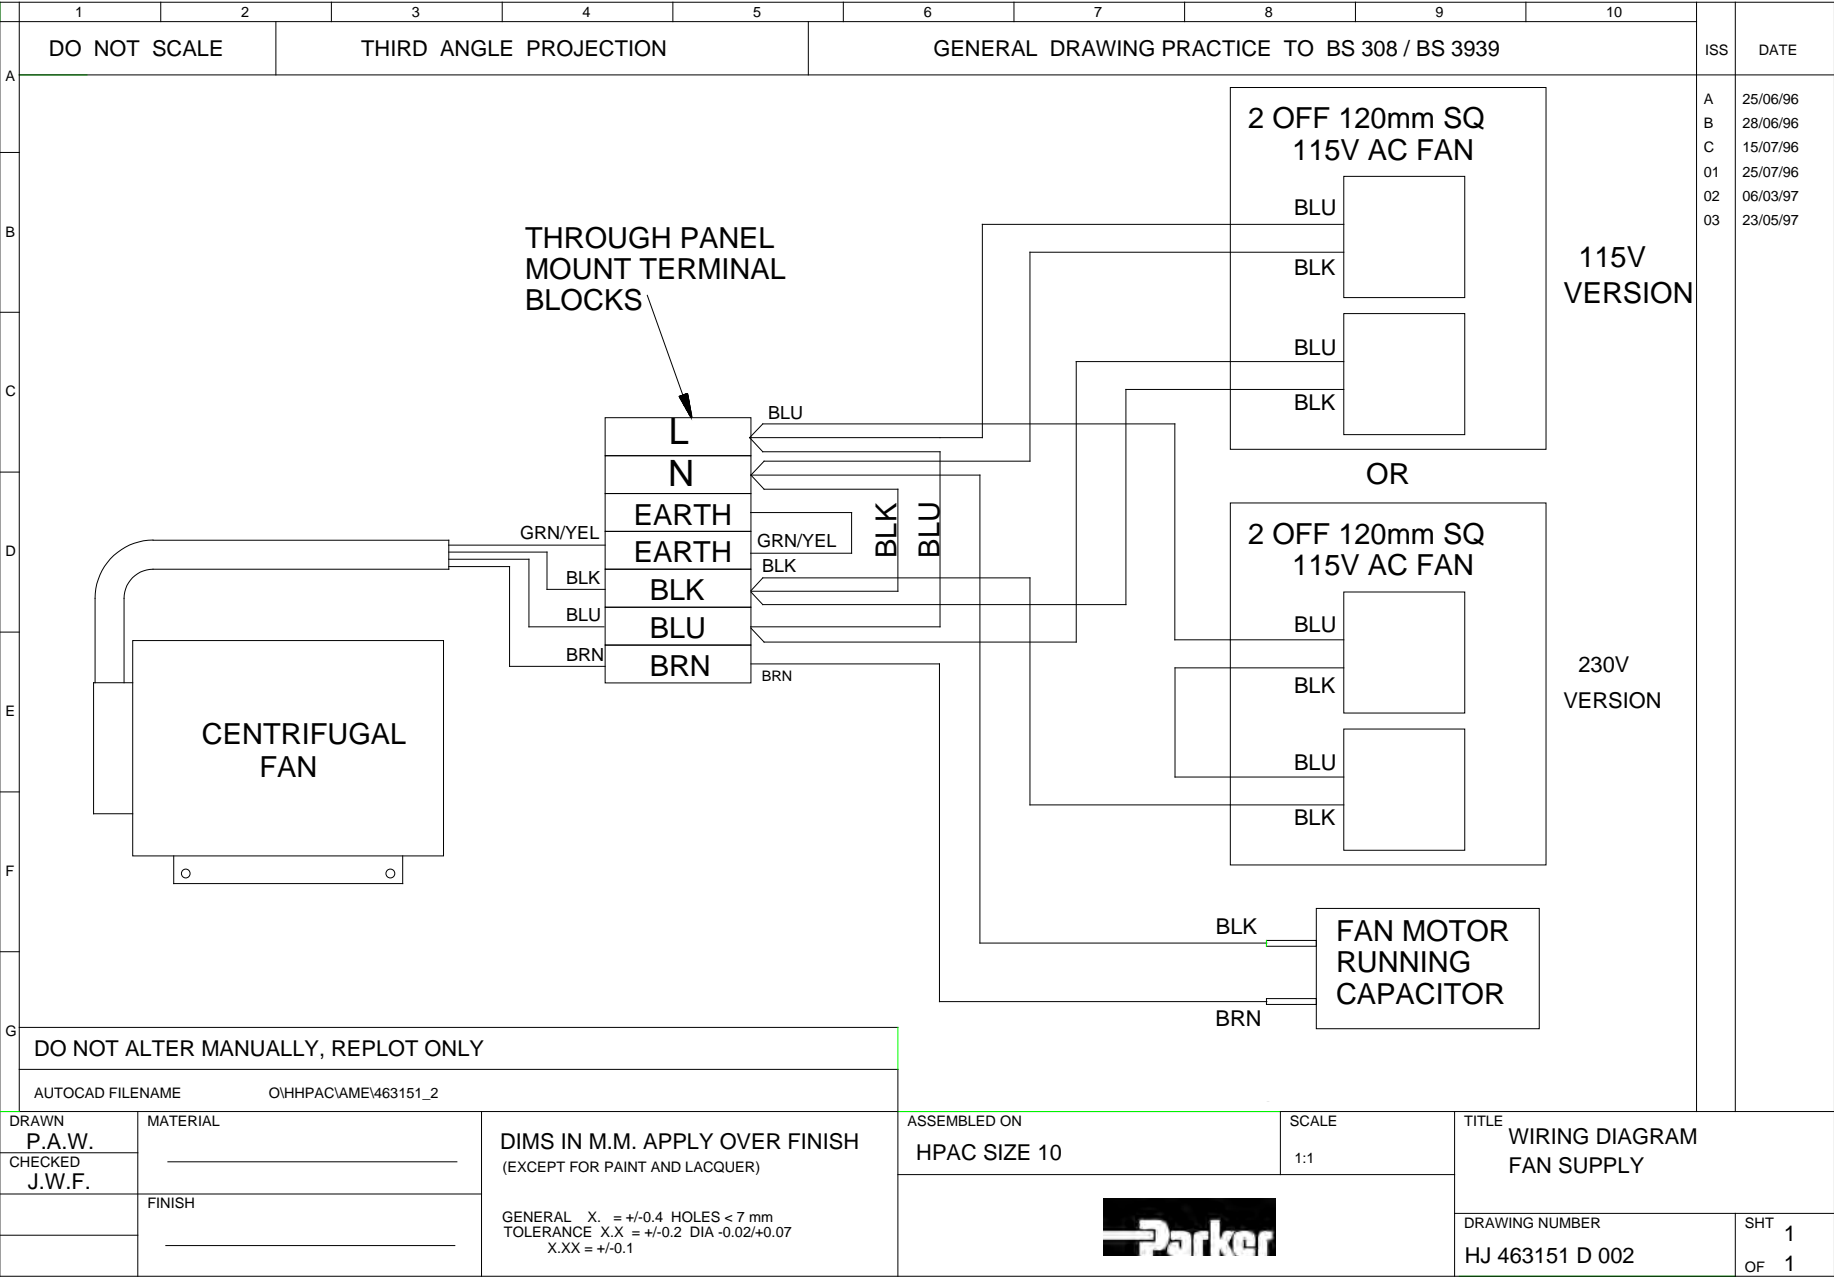 1 2 3 4 5 6 7 8 9 10
DO NOT SCALE
THIRD ANGLE PROJECTION
GENERAL DRAWING PRACTICE TO BS 308 / BS 3939
ISS DATE
A 25/06/96
B 28/06/96
C 15/07/96
01 25/07/96
02 06/03/97
03 23/05/97
A
B
C
D
E
F
G
THROUGH PANEL
MOUNT TERMINAL
BLOCKS
2 OFF 120mm SQ
115V AC FAN
BLU
BLK
BLU
BLK
115V
VERSION
OR
2 OFF 120mm SQ
115V AC FAN
BLU
BLK
BLU
BLK
230V
VERSION
L
N
EARTH
EARTH
BLK
BLU
BRN
GRN/YEL
BLK
BLU
BRN
BLU
GRN/YEL
BLK
BRN
BLK
BLU
CENTRIFUGAL
FAN
BLK
BRN
FAN MOTOR
RUNNING
CAPACITOR
DO NOT ALTER MANUALLY, REPLOT ONLY
AUTOCAD FILENAME O\HHPAC\AME\463151_2
DRAWN
P.A.W.
CHECKED
J.W.F.
MATERIAL
FINISH
DIMS IN M.M. APPLY OVER FINISH
(EXCEPT FOR PAINT AND LACQUER)
GENERAL X. = +/-0.4 HOLES < 7 mm
TOLERANCE X.X = +/-0.2 DIA -0.02/+0.07
X.XX = +/-0.1
ASSEMBLED ON
HPAC SIZE 10
SCALE
1:1
Parker
TITLE
WIRING DIAGRAM
FAN SUPPLY
DRAWING NUMBER
HJ 463151 D 002
SHT 1
OF 1